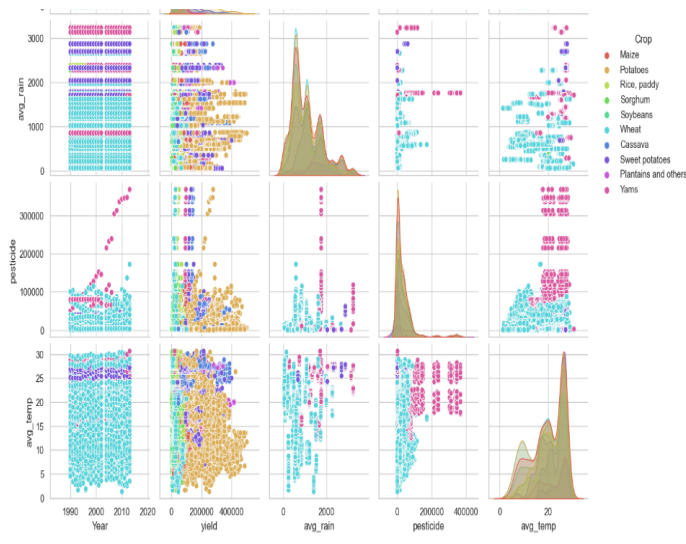 3000
2000
1000
0
avg_rain
Crop
Maize
Potatoes
Rice, paddy
Sorghum
Soybeans
Wheat
Cassava
Sweet potatoes
Plantains and others
Yams
300000
200000
100000
0
pesticide
30
25
20
15
10
5
0
avg_temp
1990 2000 2010 2020
0 200000 400000
0 2000
0 200000 400000
0 20
Year yield avg_rain pesticide avg_temp